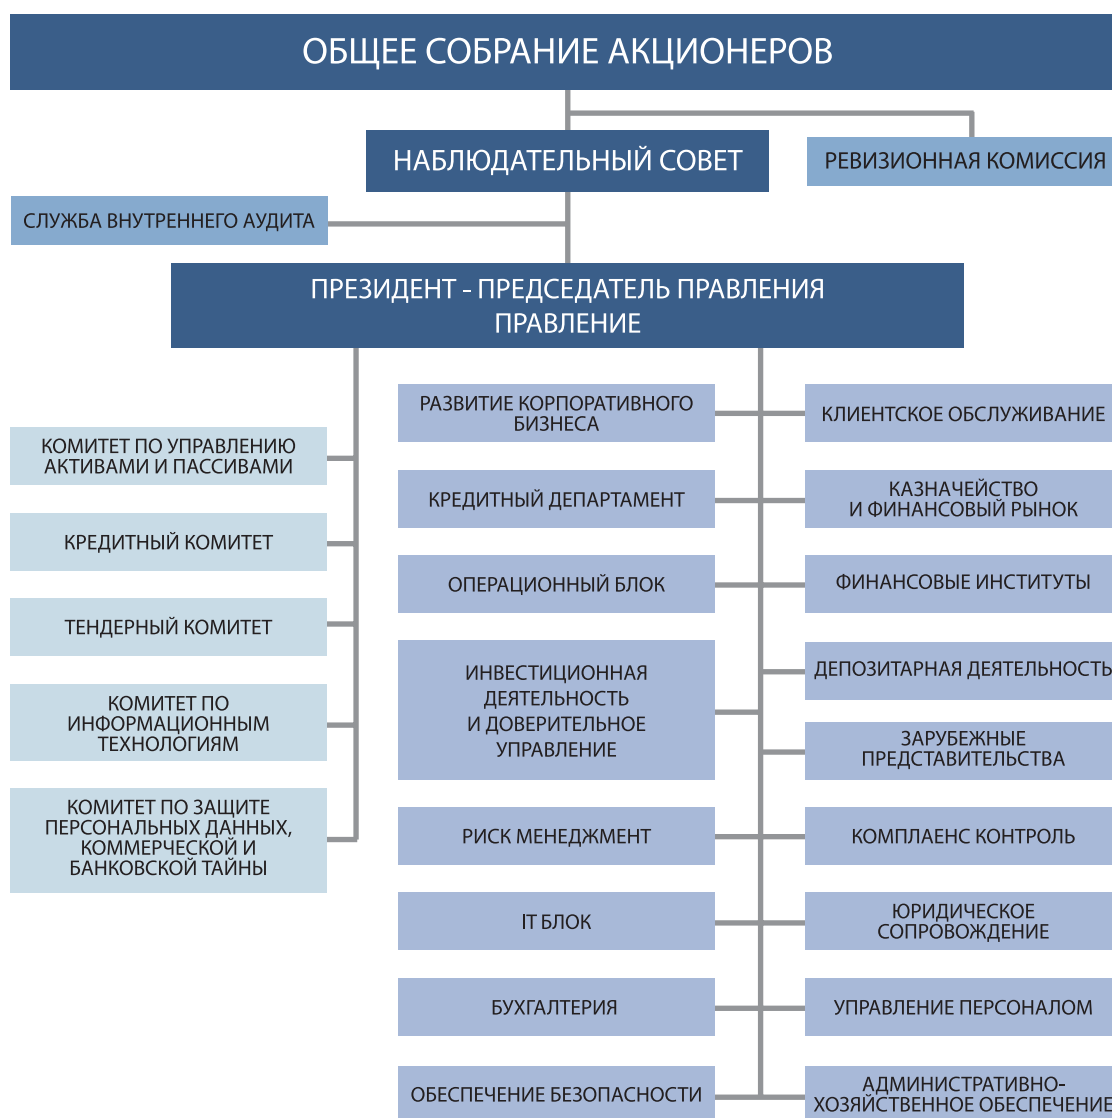 ОБЩЕЕ СОБРАНИЕ АКЦИОНЕРОВ
НАБЛЮДАТЕЛЬНЫЙ СОВЕТ
РЕВИЗИОННАЯ КОМИССИЯ
СЛУЖБА ВНУТРЕННЕГО АУДИТА
ПРЕЗИДЕНТ - ПРЕДСЕДАТЕЛЬ ПРАВЛЕНИЯ
ПРАВЛЕНИЕ
КОМИТЕТ ПО УПРАВЛЕНИЮ
АКТИВАМИ И ПАССИВАМИ
КРЕДИТНЫЙ КОМИТЕТ
ТЕНДЕРНЫЙ КОМИТЕТ
КОМИТЕТ ПО
ИНФОРМАЦИОННЫМ
ТЕХНОЛОГИЯМ
КОМИТЕТ ПО ЗАЩИТЕ
ПЕРСОНАЛЬНЫХ ДАННЫХ,
КОММЕРЧЕСКОЙ И
БАНКОВСКОЙ ТАЙНЫ
РАЗВИТИЕ КОРПОРАТИВНОГО
БИЗНЕСА
КРЕДИТНЫЙ ДЕПАРТАМЕНТ
ОПЕРАЦИОННЫЙ БЛОК
ИНВЕСТИЦИОННАЯ
ДЕЯТЕЛЬНОСТЬ
И ДОВЕРИТЕЛЬНОЕ
УПРАВЛЕНИЕ
РИСК МЕНЕДЖМЕНТ
IT БЛОК
БУХГАЛТЕРИЯ
ОБЕСПЕЧЕНИЕ БЕЗОПАСНОСТИ
КЛИЕНТСКОЕ ОБСЛУЖИВАНИЕ
КАЗНАЧЕЙСТВО
И ФИНАНСОВЫЙ РЫНОК
ФИНАНСОВЫЕ ИНСТИТУТЫ
ДЕПОЗИТАРНАЯ ДЕЯТЕЛЬНОСТЬ
ЗАРУБЕЖНЫЕ
ПРЕДСТАВИТЕЛЬСТВА
КОМПЛАЕНС КОНТРОЛЬ
ЮРИДИЧЕСКОЕ
СОПРОВОЖДЕНИЕ
УПРАВЛЕНИЕ ПЕРСОНАЛОМ
АДМИНИСТРАТИВНО-
ХОЗЯЙСТВЕННОЕ ОБЕСПЕЧЕНИЕ